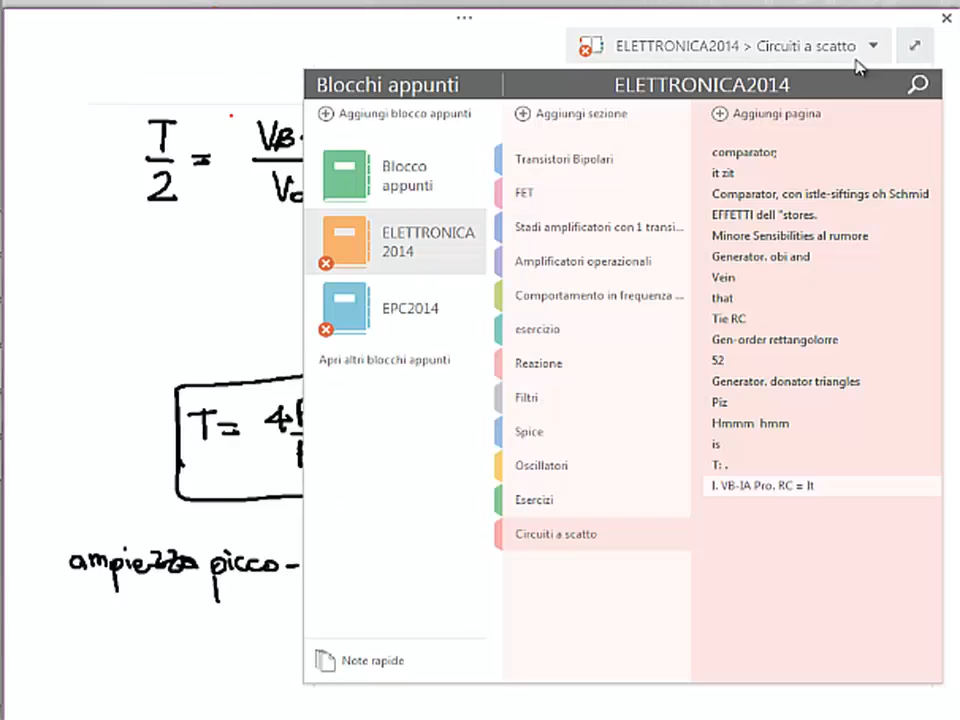 ELETTRONICA2014 > Circuiti a scatto
Blocchi appunti
ELETTRONICA2014
Aggiungi blocco appunti
Aggiungi sezione
Aggiungi pagina
Blocco
appunti
ELETTRONICA
2014
EPC2014
Apri altri blocchi appunti
Note rapide
Transistori Bipolari
FET
Stadi amplificatori con 1 transi...
Amplificatori operazionali
Comportamento in frequenza ...
esercizio
Reazione
Filtri
Spice
Oscillatori
Esercizi
Circuiti a scatto
comparator;
it zit
Comparator, con istle-siftings oh Schmid
EFFETTI dell "stores.
Minore Sensibilities al rumore
Generator. obi and
Vein
that
Tie RC
Gen-order rettangolorre
52
Generator. donator triangles
Piz
Hmmm hmm
is
T: .
I. VB-IA Pro. RC = It
T/2 =
T= 4
ampiezza picco-